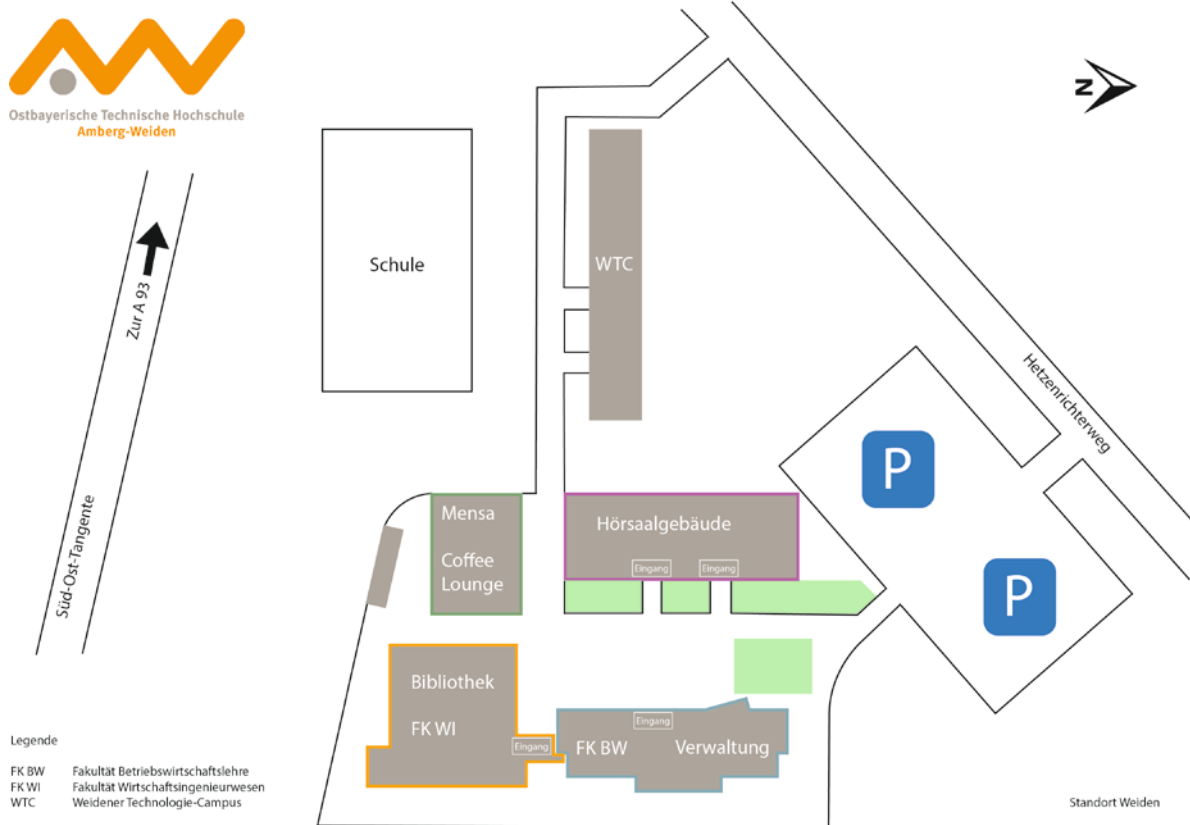 Ostbayerische Technische Hochschule
Amberg-Weiden
N
Zur A 93
Süd-Ost-Tangente
Schule
WTC
Hetzenrichterweg
P
P
Mensa
Coffee
Lounge
Hörsaalgebäude
Eingang
Eingang
Bibliothek
FK WI
Eingang
Eingang
FK BW
Verwaltung
Legende
FK BW Fakultät Betriebswirtschaftslehre
FK WI Fakultät Wirtschaftsingenieurwesen
WTC Weidener Technologie-Campus
Standort Weiden